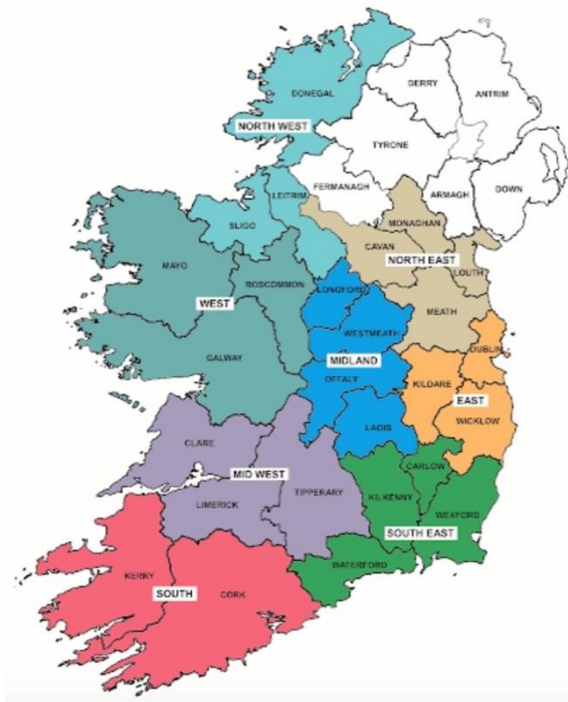 DERRY
DONEGAL
ANTRIM
NORTH WEST
TYRONE
FERMANAGH
ARMAGH
DOWN
LEITRIM
SLIGO
MONAGHAN
CAVAN
NORTH EAST
MAYO
LOUTH
ROSCOMMON
LONGFORD
WEST
MEATH
WESTMEATH
DUBLIN
GALWAY
MIDLAND
OFFALY
KILDARE
EAST
WICKLOW
LAOIS
CLARE
CARLOW
MID WEST
TIPPERARY
KILKENNY
LIMERICK
WEXFORD
SOUTH EAST
WATERFORD
KERRY
SOUTH
CORK